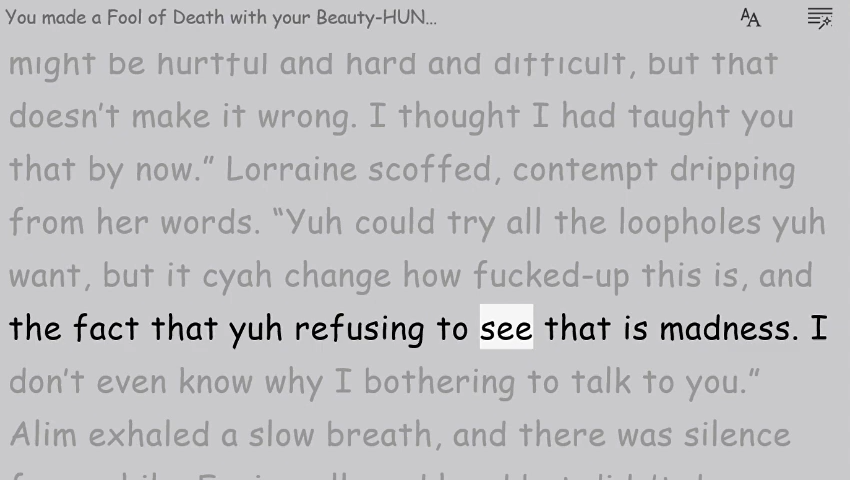 You made a Fool of Death with your Beauty-HUN...
AA
might be hurtful and hard and difficult, but that
doesn’t make it wrong. I thought I had taught you
that by now.” Lorraine scoffed, contempt dripping
from her words. “Yuh could try all the loopholes yuh
want, but it cyah change how fucked-up this is, and
the fact that yuh refusing to see that is madness. I
don’t even know why I bothering to talk to you.”
Alim exhaled a slow breath, and there was silence